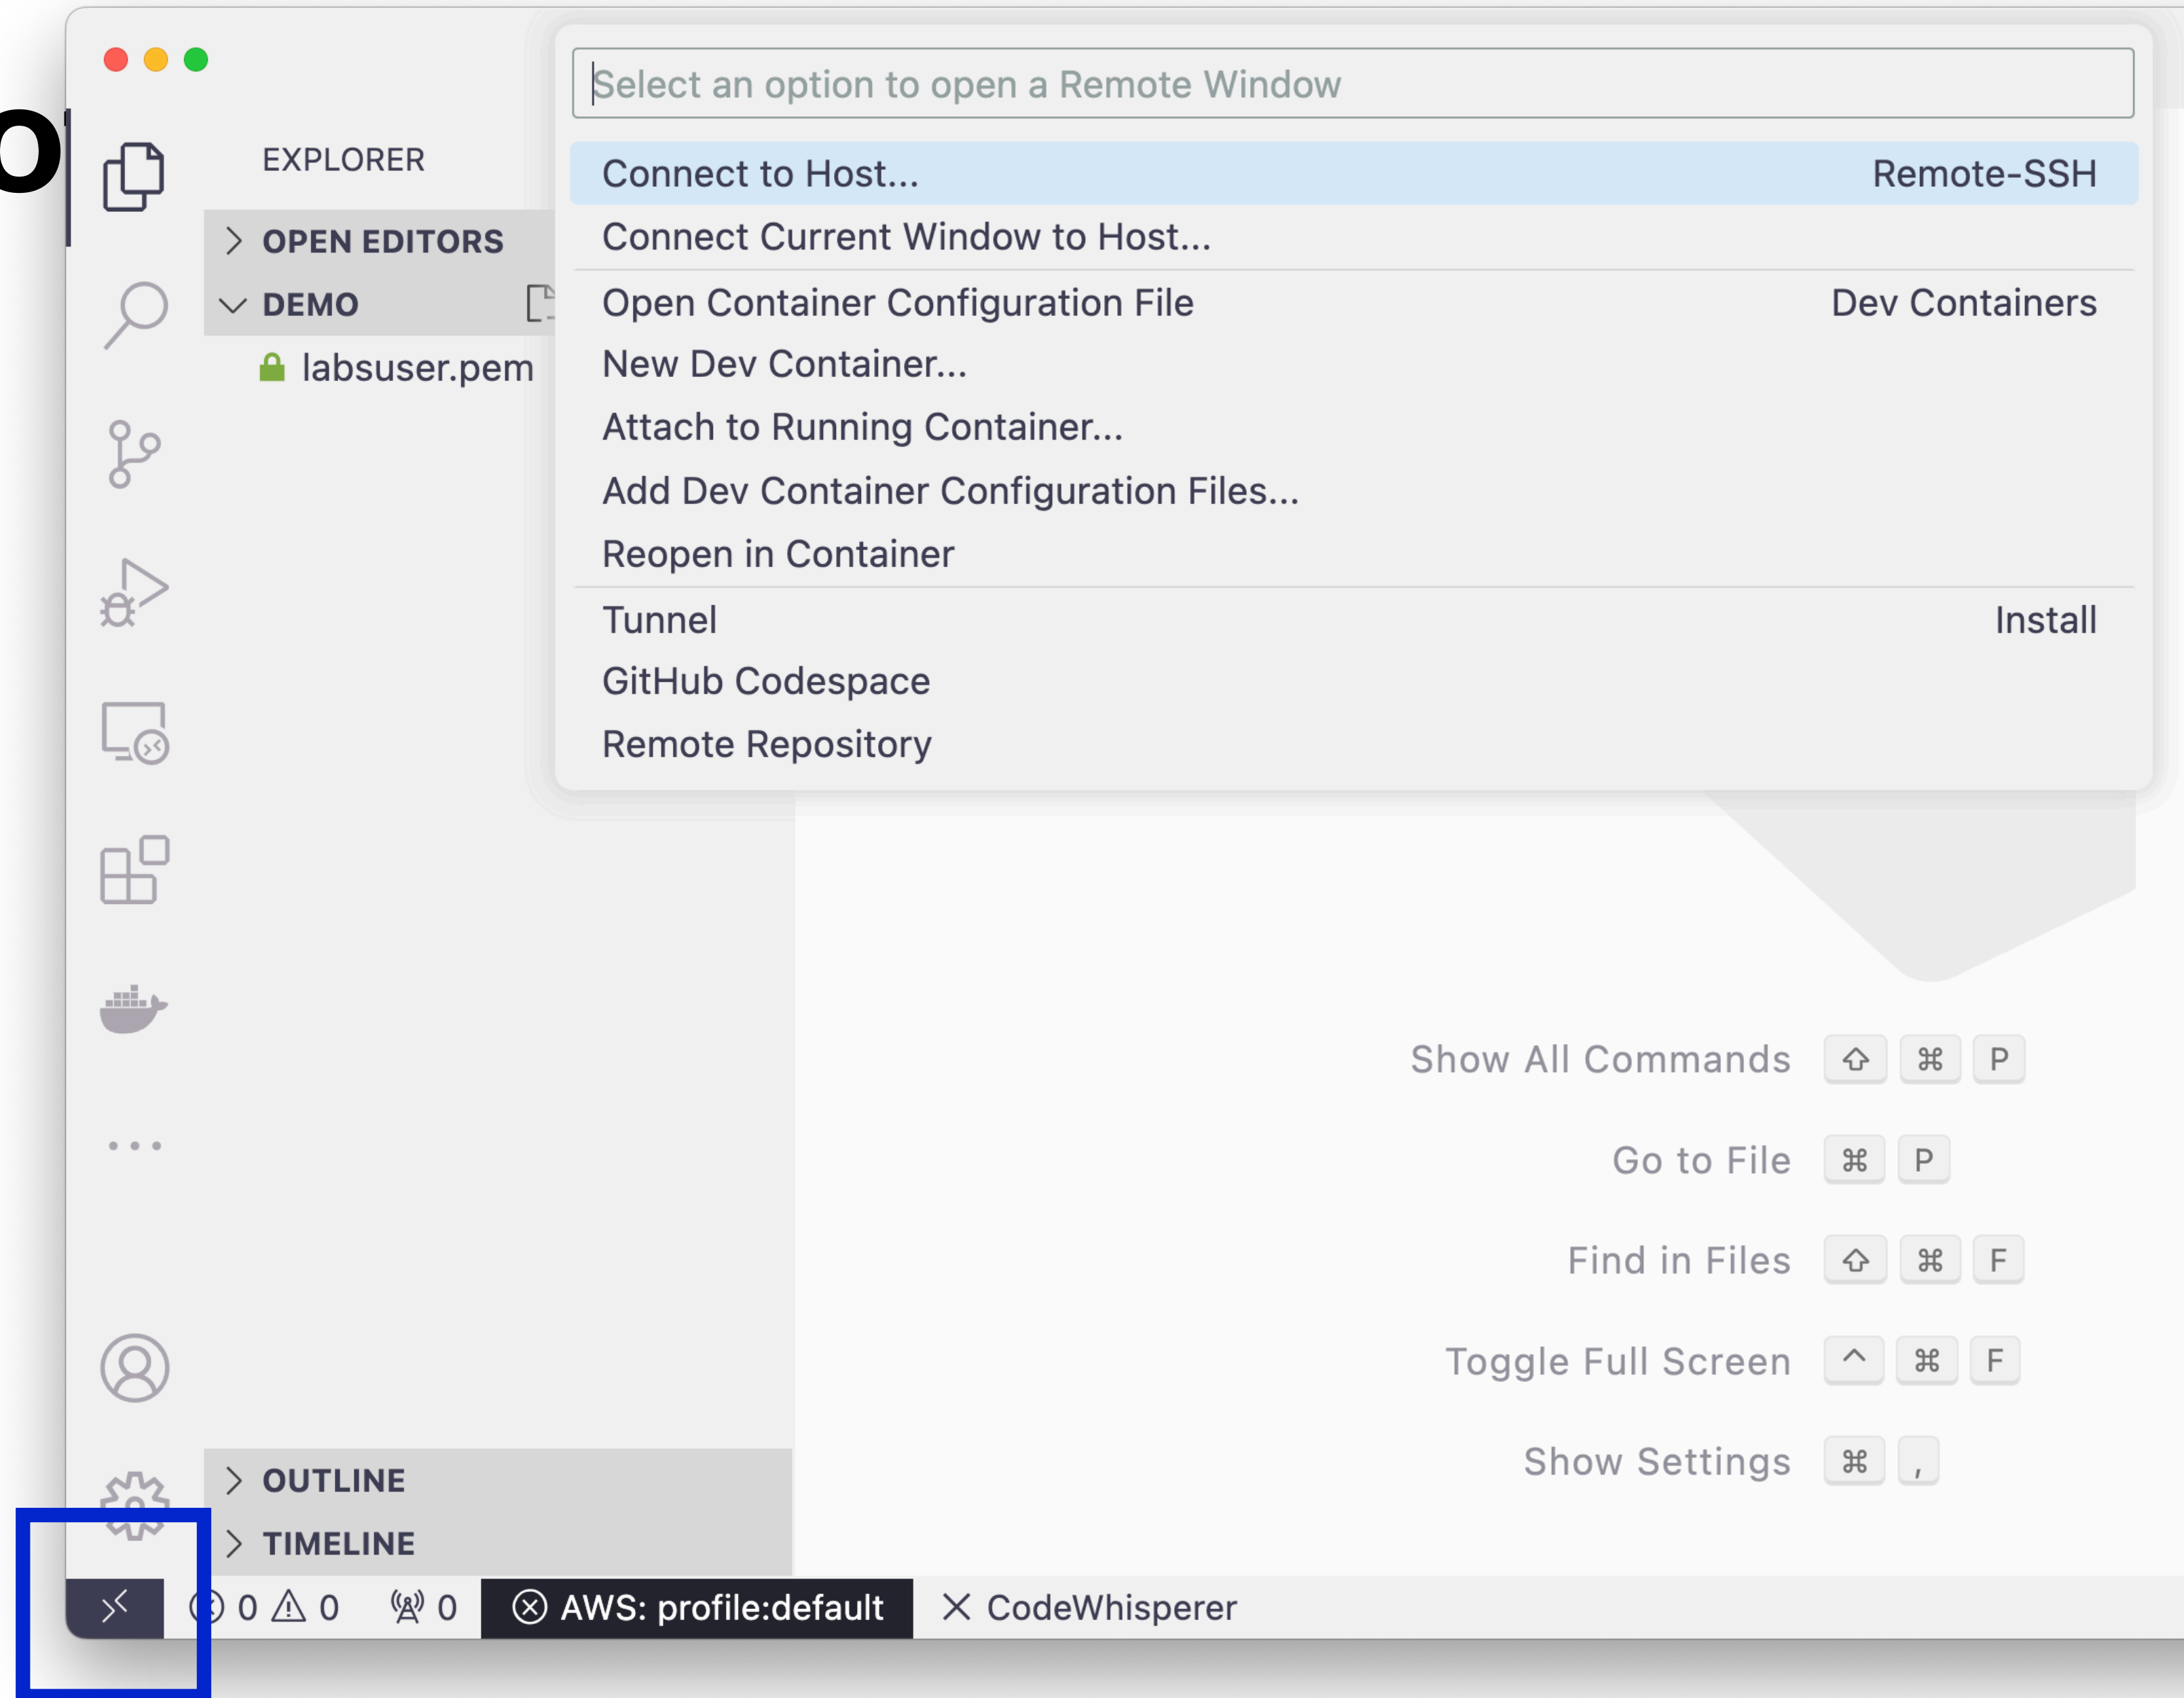 Select an option to open a Remote Window
Connect to Host... Remote-SSH
Connect Current Window to Host...
Open Container Configuration File Dev Containers
New Dev Container...
Attach to Running Container...
Add Dev Container Configuration Files...
Reopen in Container
Tunnel Install
GitHub Codespace
Remote Repository
EXPLORER
OPEN EDITORS
DEMO
labsuser.pem
Show All Commands ⇧ ⌘ P
Go to File ⌘ P
Find in Files ⇧ ⌘ F
Toggle Full Screen ^ ⌘ F
Show Settings ⌘ ,
OUTLINE
TIMELINE
0 0 0 AWS: profile:default CodeWhisperer